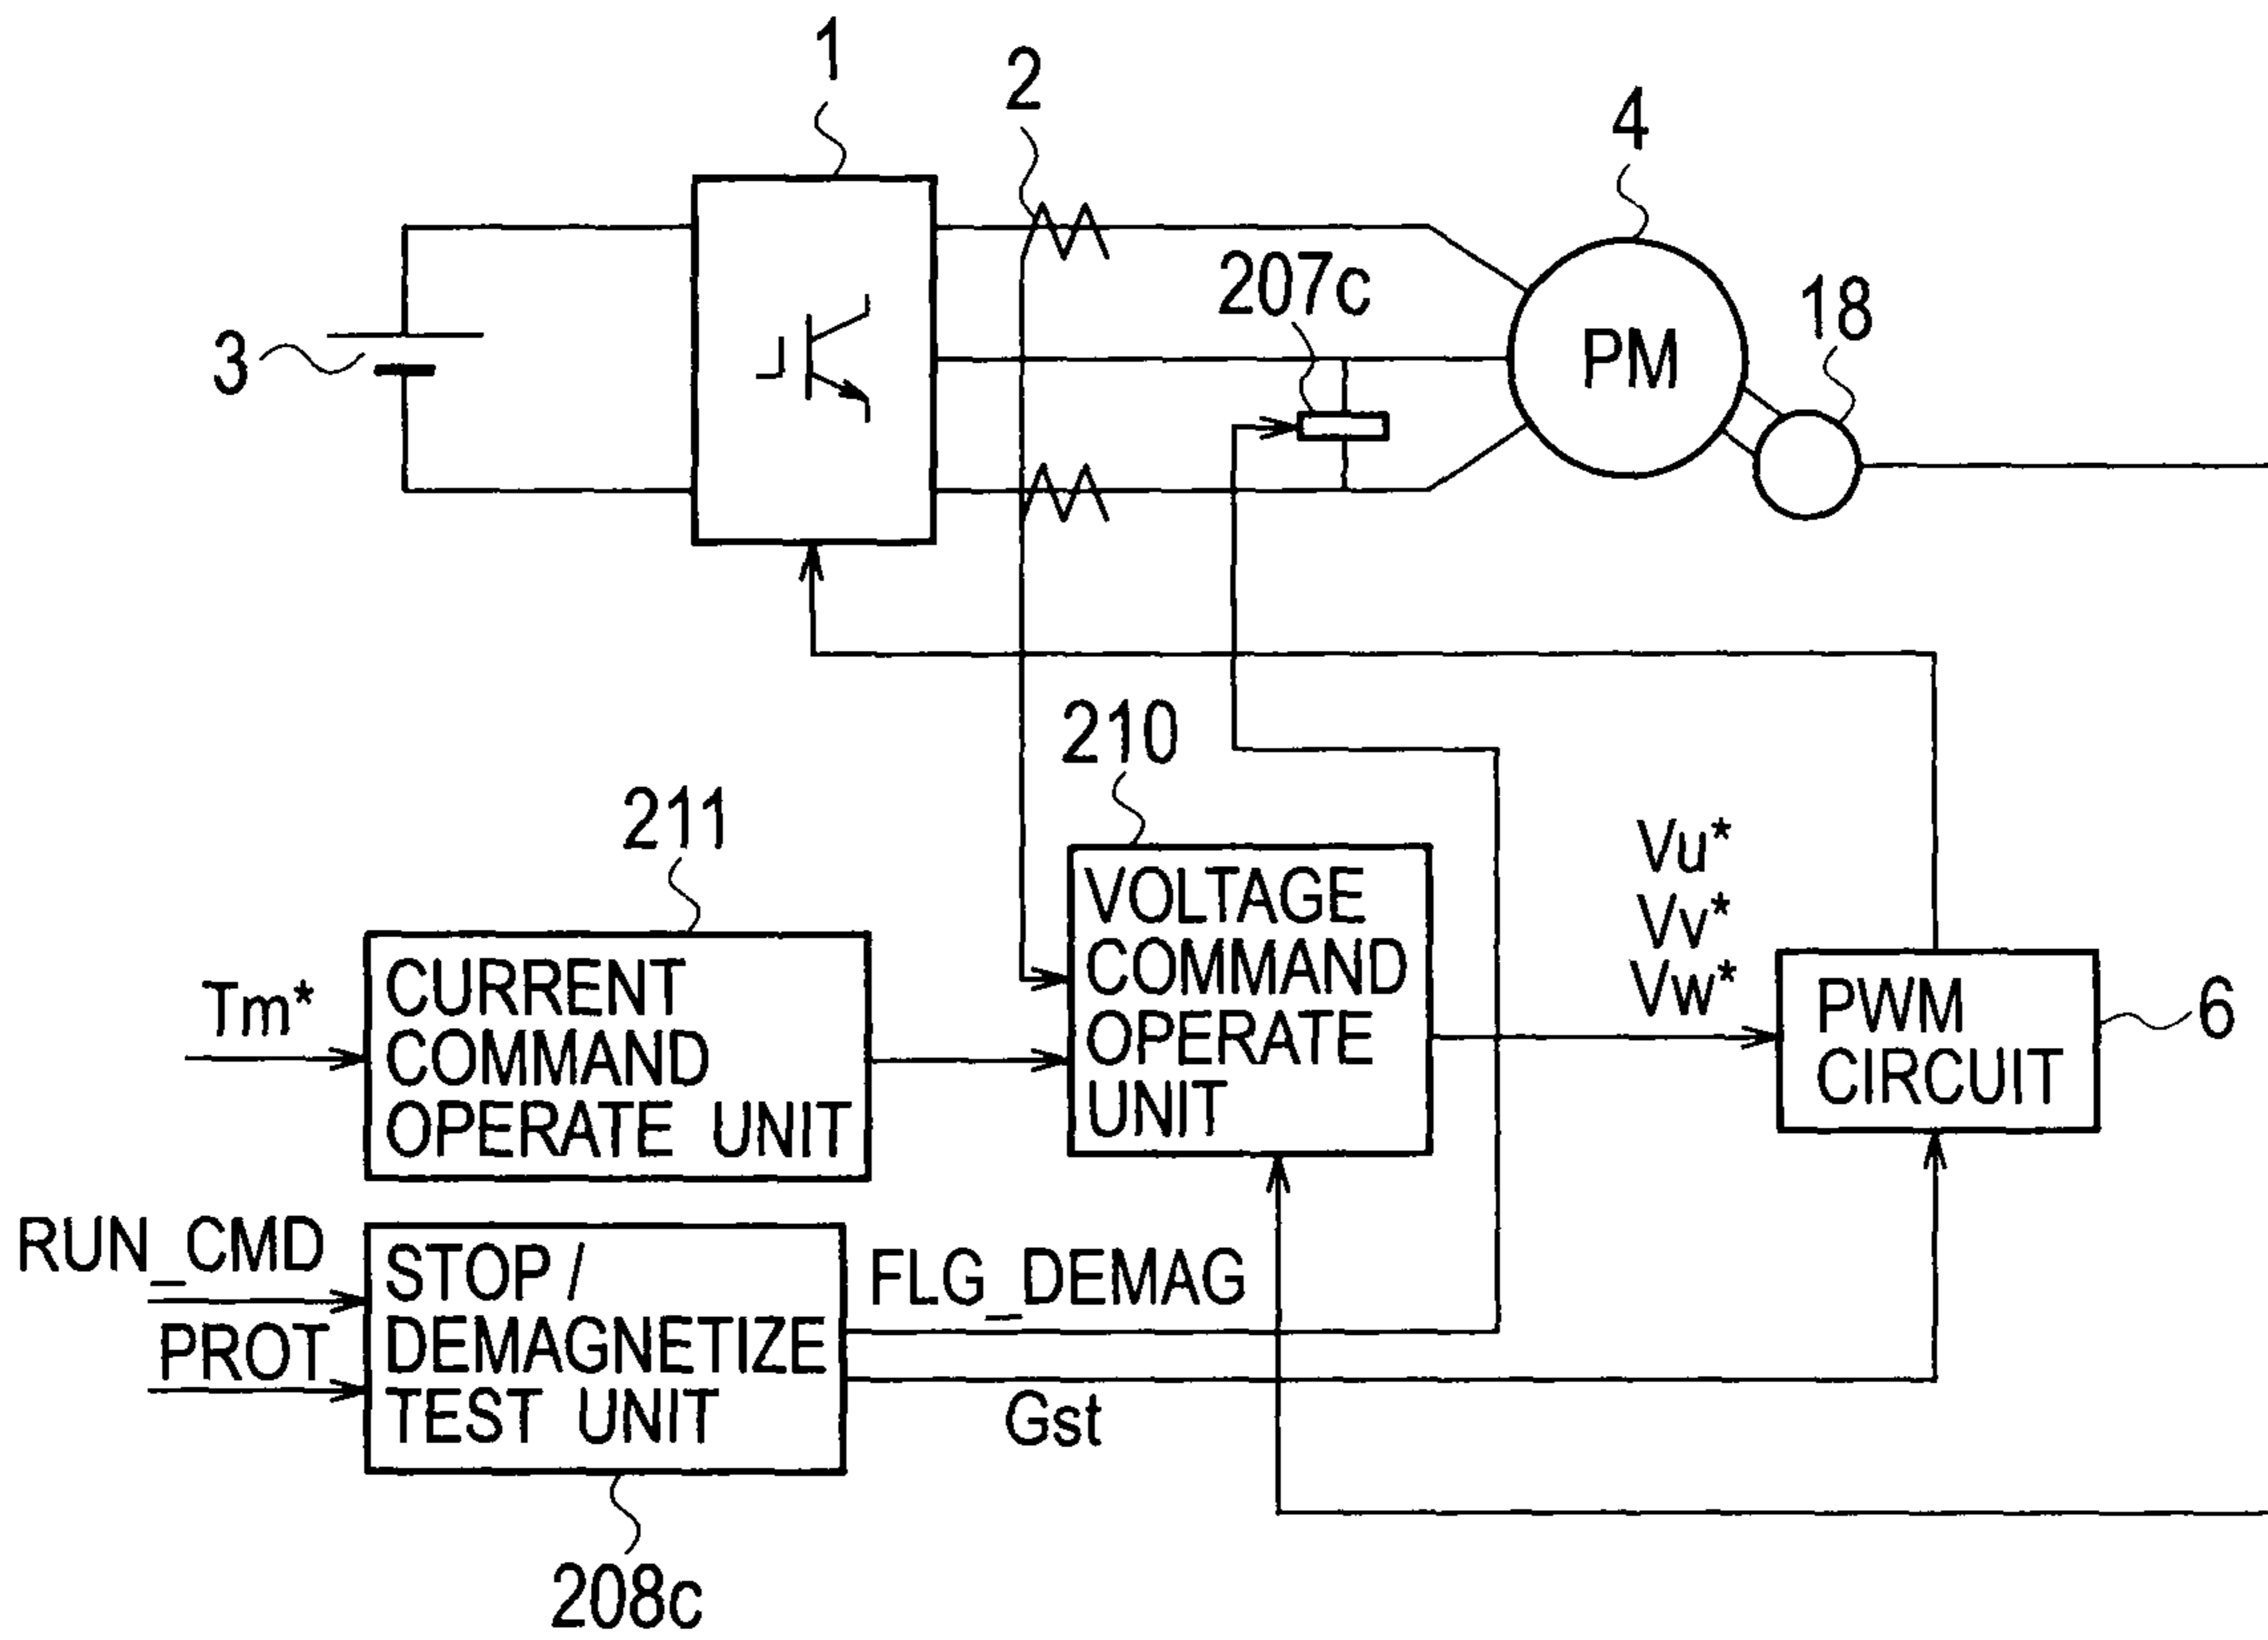 1
2
4
207c
18
3
PM
210
211
Vu*
Vv*
Vw*
VOLTAGE
COMMAND
OPERATE
UNIT
Tm*
CURRENT
COMMAND
OPERATE UNIT
PWM
CIRCUIT
6
RUN_CMD
PROT
STOP /
DEMAGNETIZE
TEST UNIT
FLG_DEMAG
Gst
208c